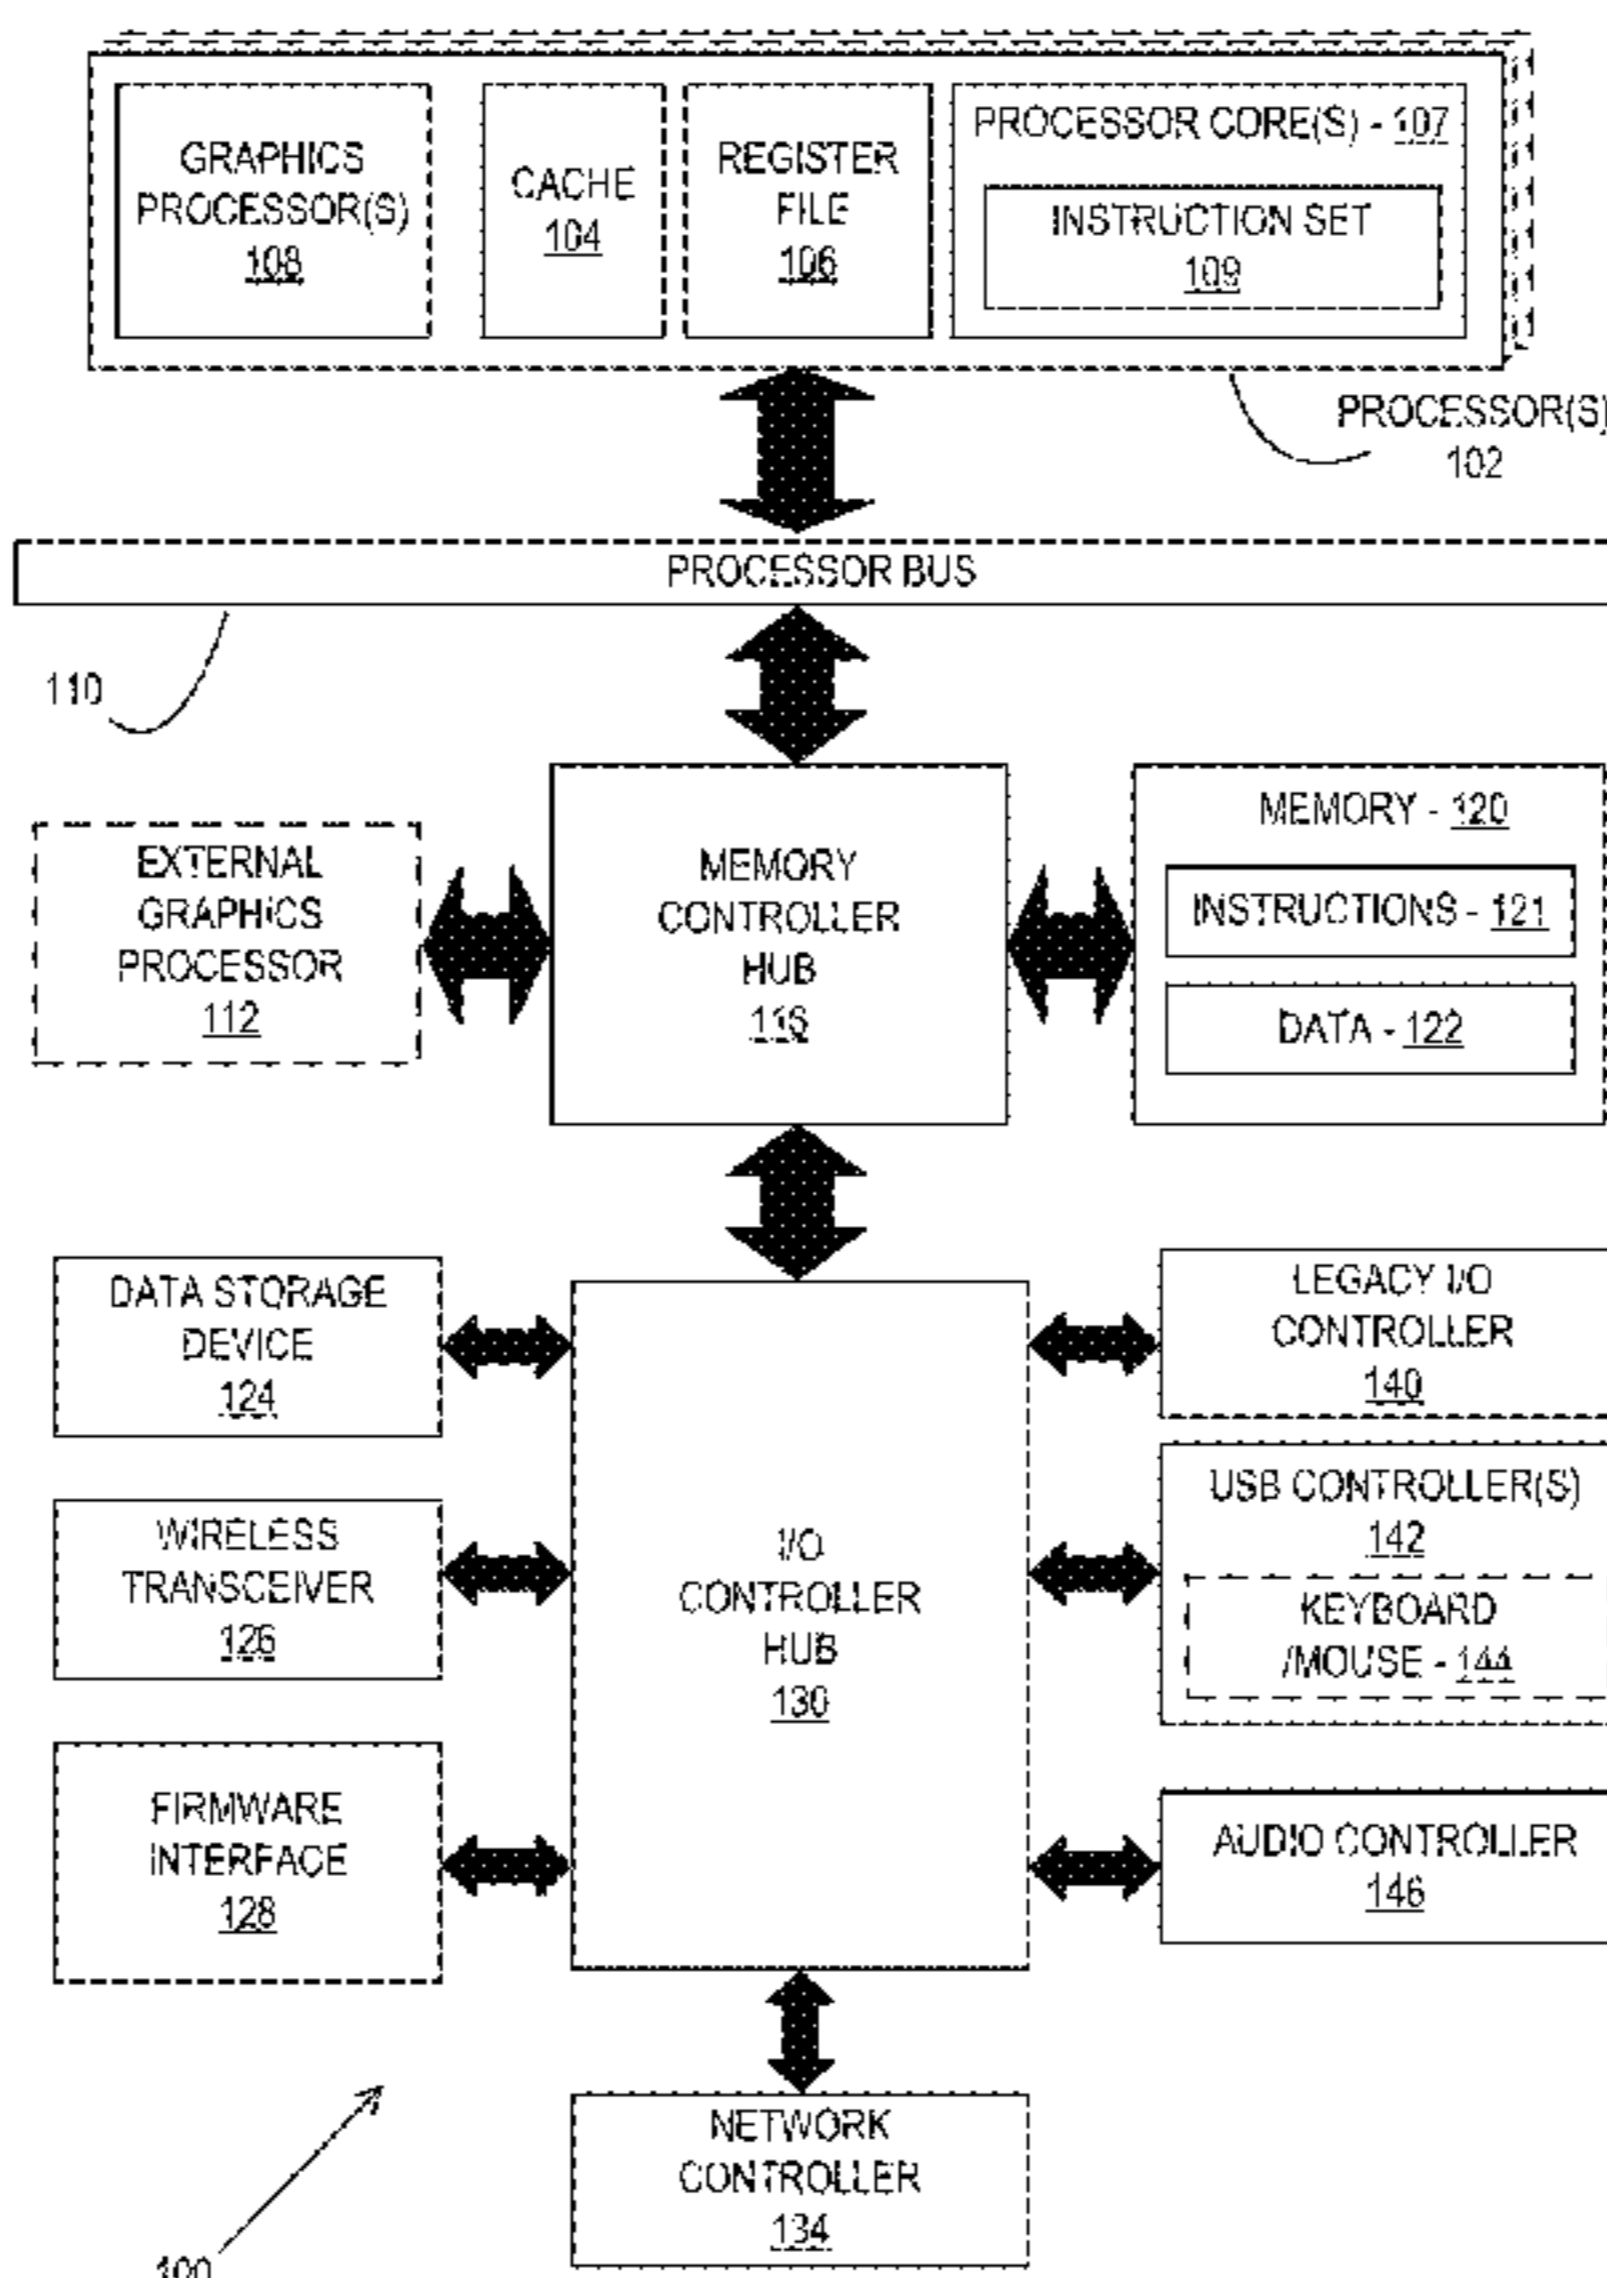 GRAPHICS
PROCESSOR(S)
108
CACHE
104
REGISTER
FILE
106
PROCESSOR CORE(S) - 107
INSTRUCTION SET
109
PROCESSOR(S)
102
PROCESSOR BUS
110
EXTERNAL
GRAPHICS
PROCESSOR
112
MEMORY
CONTROLLER
HUB
116
MEMORY - 120
INSTRUCTIONS - 121
DATA - 122
DATA STORAGE
DEVICE
124
WIRELESS
TRANSCEIVER
126
FIRMWARE
INTERFACE
128
I/O
CONTROLLER
HUB
130
LEGACY I/O
CONTROLLER
140
USB CONTROLLER(S)
142
KEYBOARD
/MOUSE - 144
AUDIO CONTROLLER
146
NETWORK
CONTROLLER
134
100